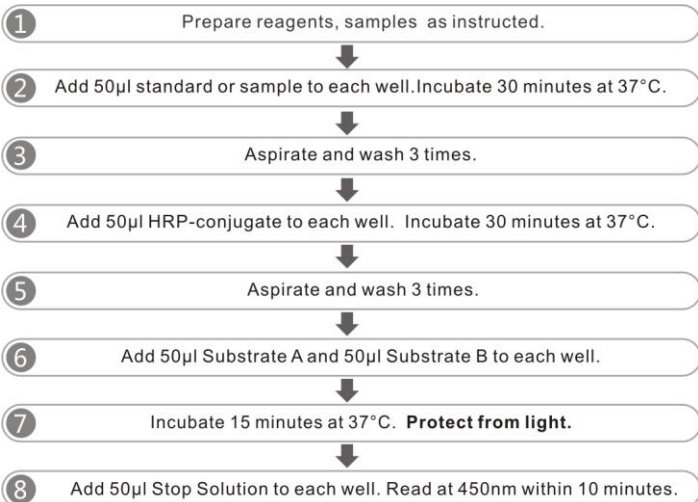 1 Prepare reagents, samples as instructed.
2 Add 50μl standard or sample to each well.Incubate 30 minutes at 37°C.
3 Aspirate and wash 3 times.
4 Add 50μl HRP-conjugate to each well. Incubate 30 minutes at 37°C.
5 Aspirate and wash 3 times.
6 Add 50μl Substrate A and 50μl Substrate B to each well.
7 Incubate 15 minutes at 37°C. Protect from light.
8 Add 50μl Stop Solution to each well. Read at 450nm within 10 minutes.